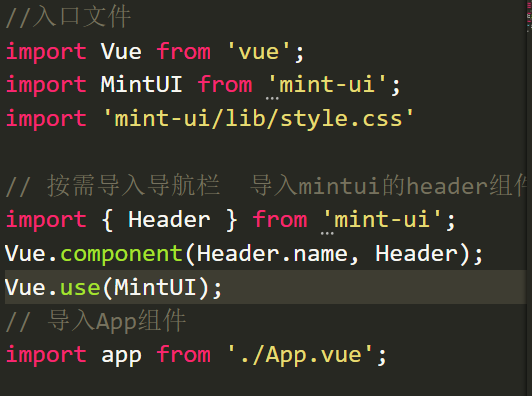 //入口文件
import Vue from 'vue';
import MintUI from 'mint-ui';
import 'mint-ui/lib/style.css'
// 按需导入导航栏  导入mintui的header组件
import { Header } from 'mint-ui';
Vue.component(Header.name, Header);
Vue.use(MintUI);
// 导入App组件
import app from './App.vue';